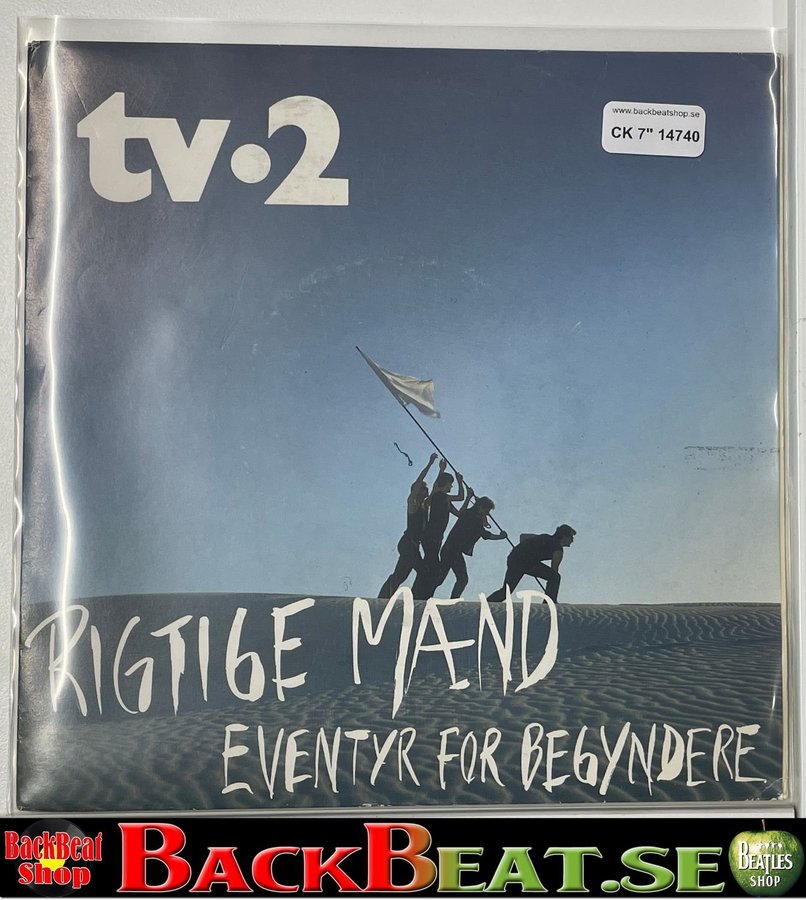 tv·2
www.backbeatshop.se
CK 7" 14740
RIGTIGE MÆND
EVENTYR FOR BEGYNDERE
BackBeat
Shop
BACKBEAT.SE
BEATLES
SHOP